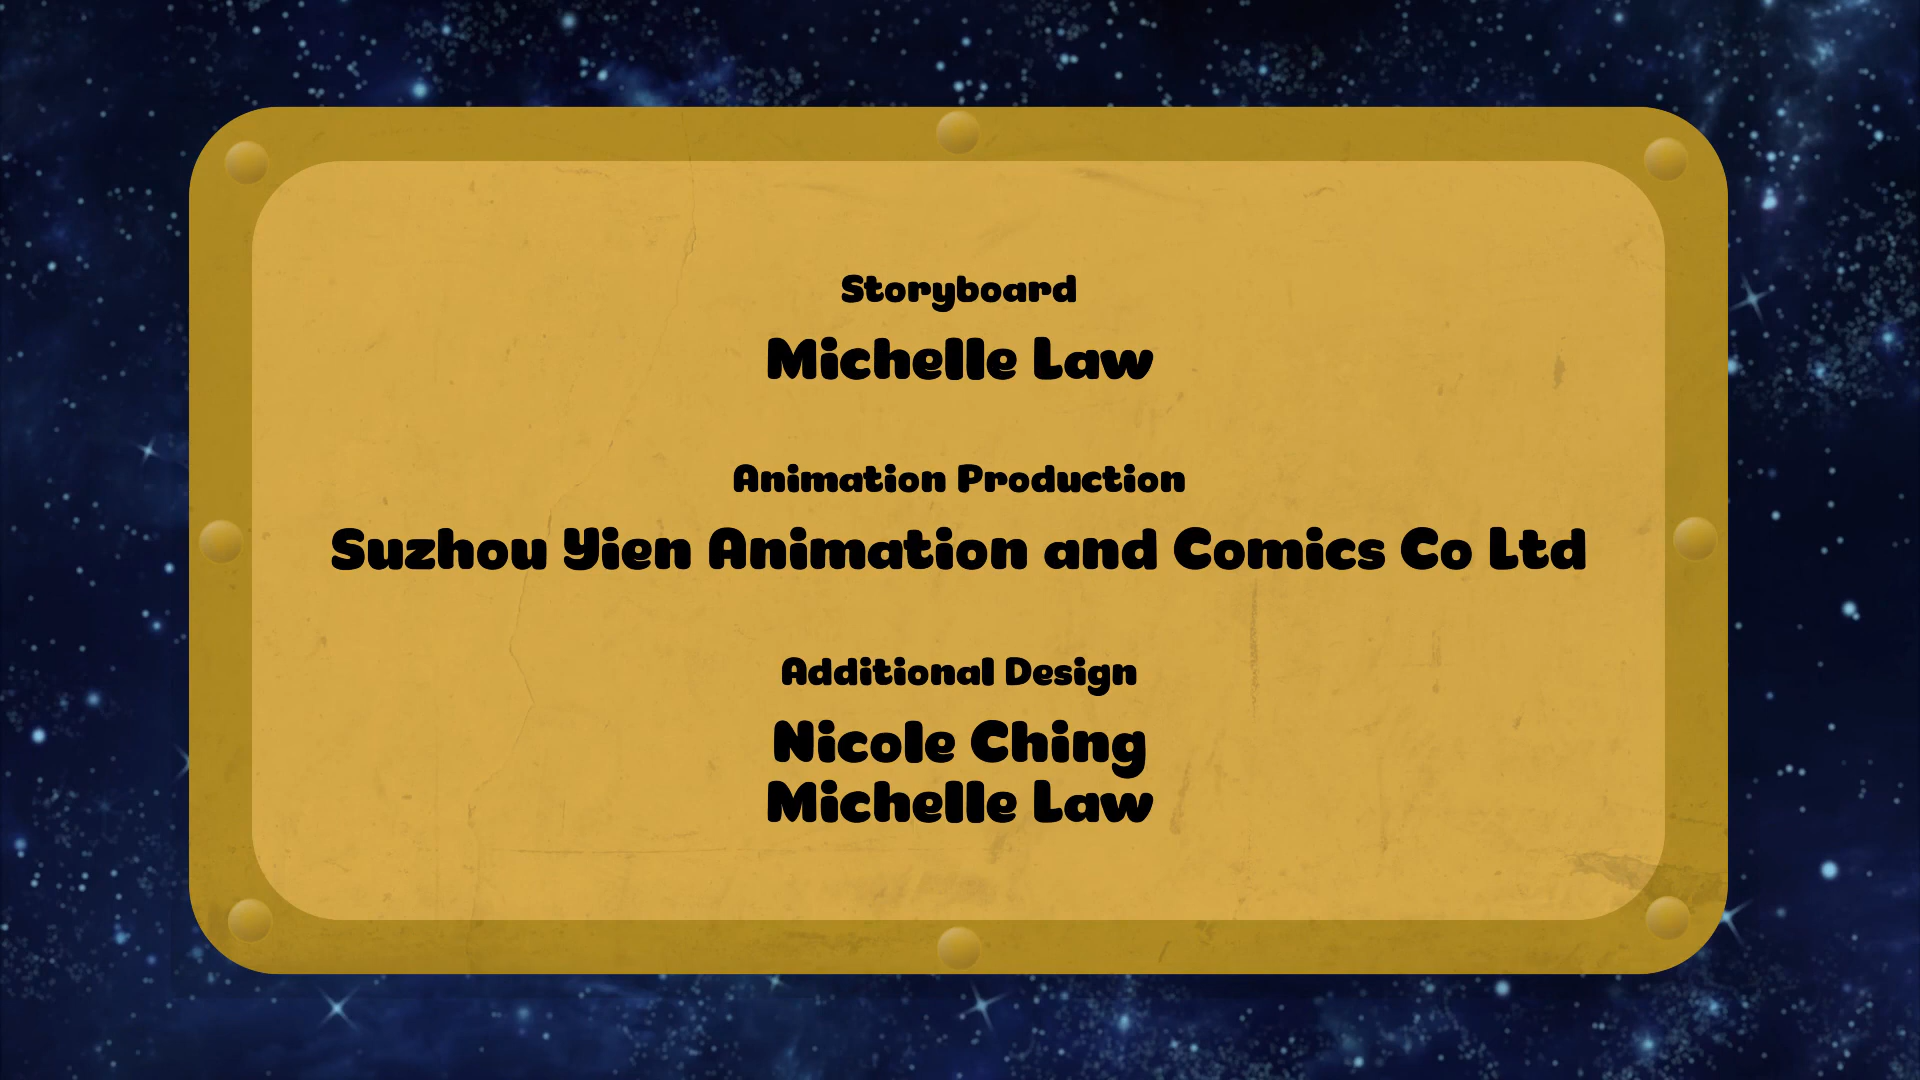 Storyboard
Michelle Law
Animation Production
Suzhou Yien Animation and Comics Co Ltd
Additional Design
Nicole Ching
Michelle Law